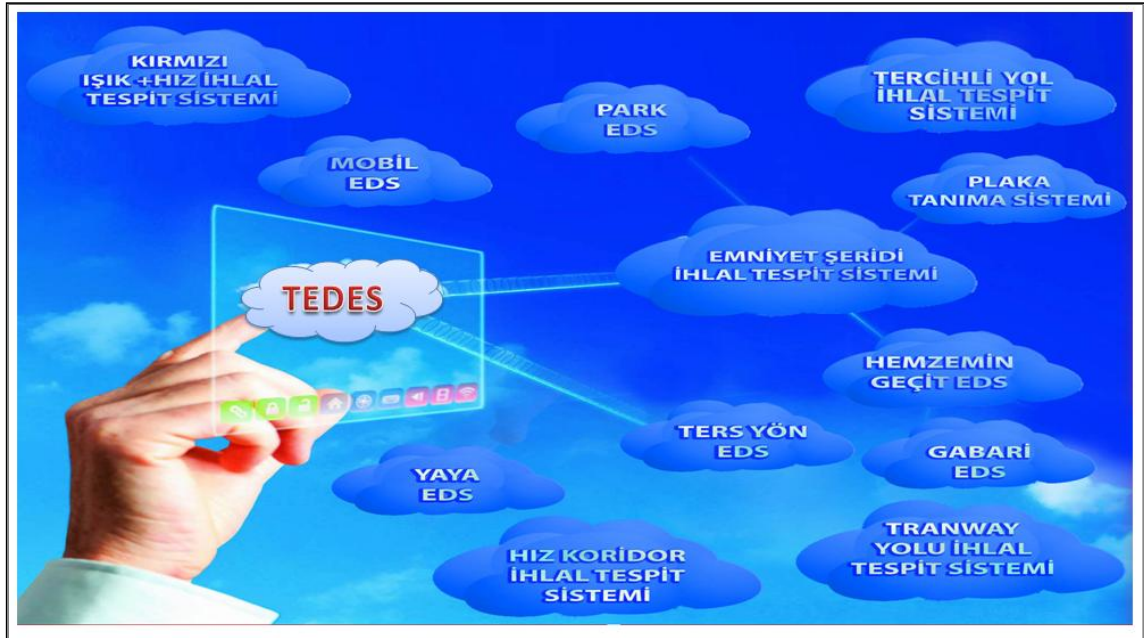 KIRMIZI
IŞIK +HIZ İHLAL
TESPİT SİSTEMİ
PARK
EDS
TERCİHLİ YOL
İHLAL TESPİT
SİSTEMİ
MOBİL
EDS
PLAKA
TANIMA SİSTEMİ
EMNİYET ŞERİDİ
İHLAL TESPİT SİSTEMİ
TEDES
HEMZEMİN
GEÇİT EDS
TERS YÖN
EDS
GABARİ
EDS
YAYA
EDS
HIZ KORİDOR
İHLAL TESPİT
SİSTEMİ
TRANWAY
YOLU İHLAL
TESPİT SİSTEMİ